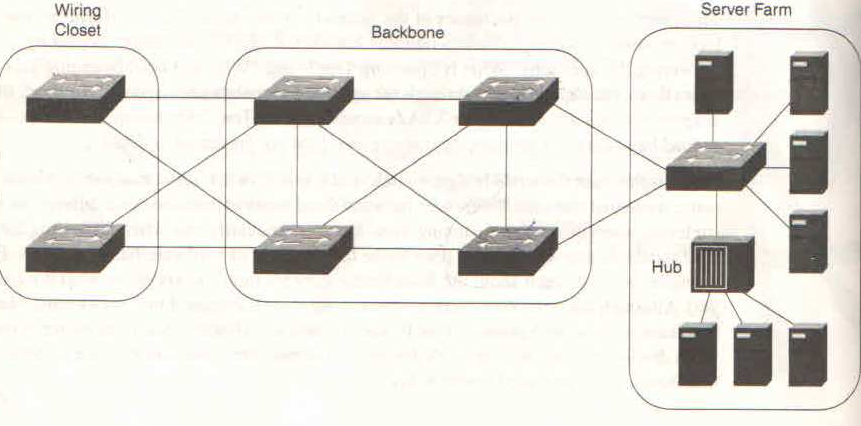 Wiring
Closet
Backbone
Server Farm
Hub